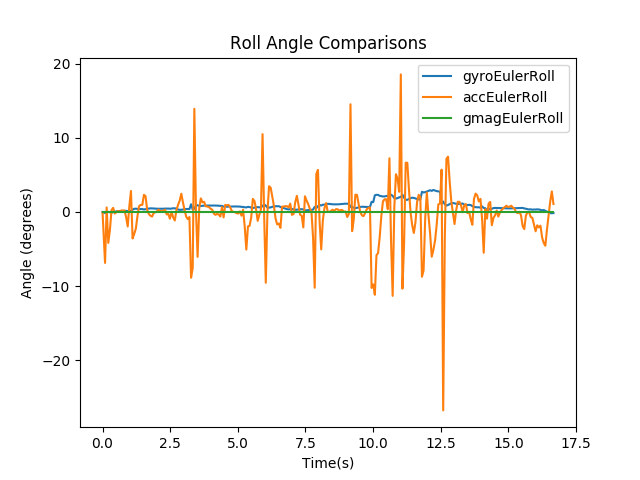 Roll Angle Comparisons
gyroEulerRoll
accEulerRoll
gmagEulerRoll
Angle (degrees)
20
10
0
−10
−20
0.0 2.5 5.0 7.5 10.0 12.5 15.0 17.5
Time(s)